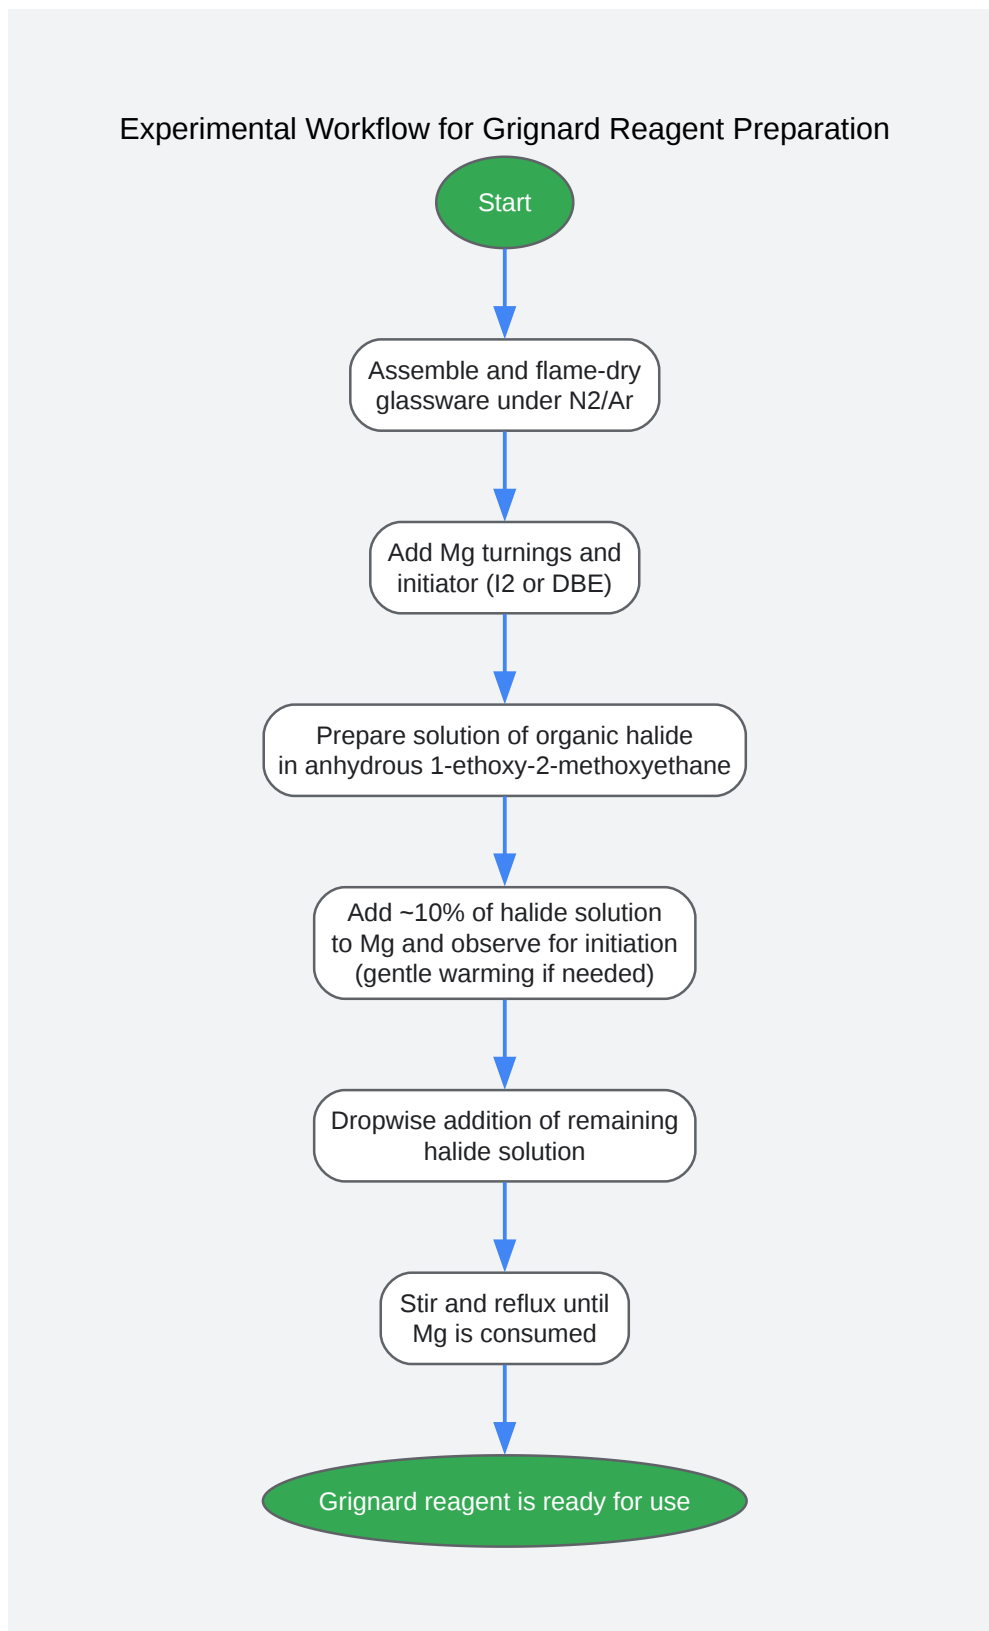 Experimental Workflow for Grignard Reagent Preparation
Start
Assemble and flame-dry
glassware under N2/Ar
Add Mg turnings and
initiator (I2 or DBE)
Prepare solution of organic halide
in anhydrous 1-ethoxy-2-methoxyethane
Add ~10% of halide solution
to Mg and observe for initiation
(gentle warming if needed)
Dropwise addition of remaining
halide solution
Stir and reflux until
Mg is consumed
Grignard reagent is ready for use